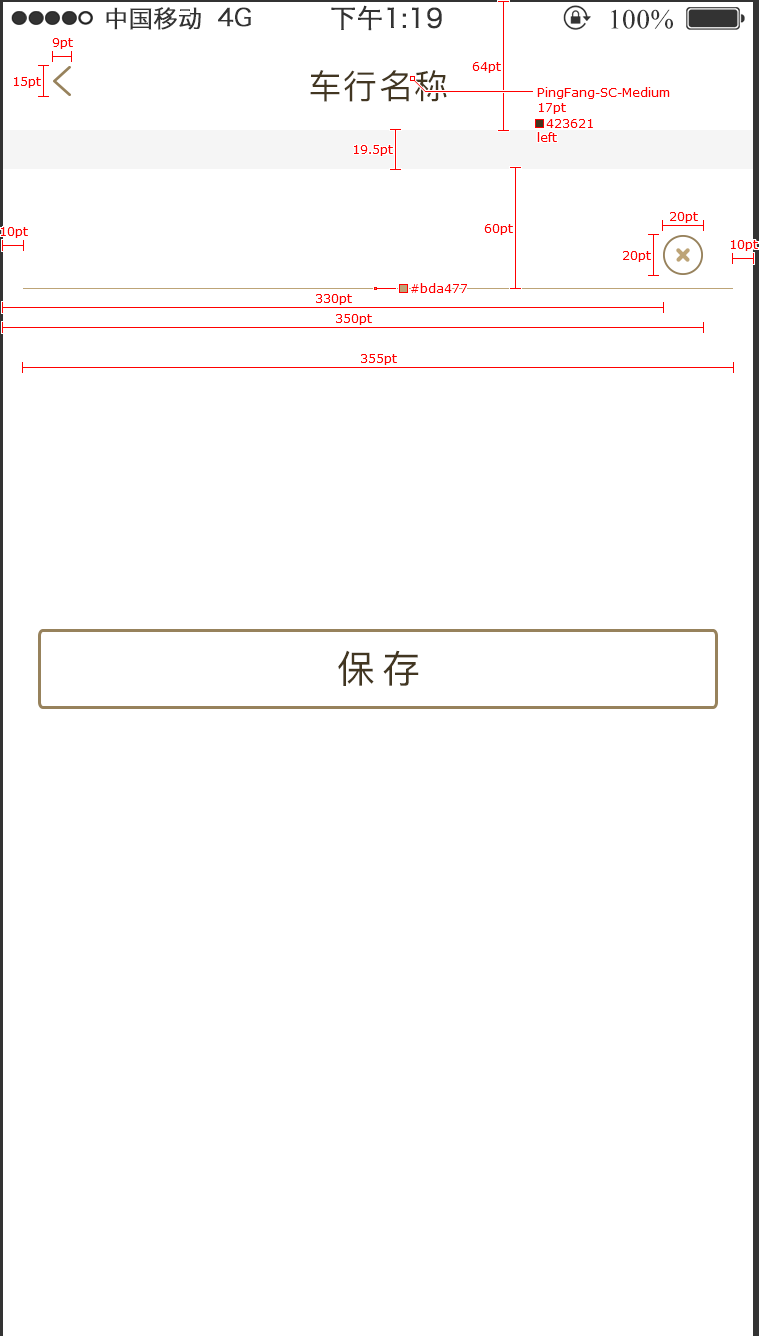 中国移动 4G 下午1:19 100%
9pt
64pt
15pt
车行名称
PingFang-SC-Medium
17pt
423621
left
19.5pt
20pt
60pt
10pt
10pt
20pt
#bda477
330pt
350pt
355pt
保存